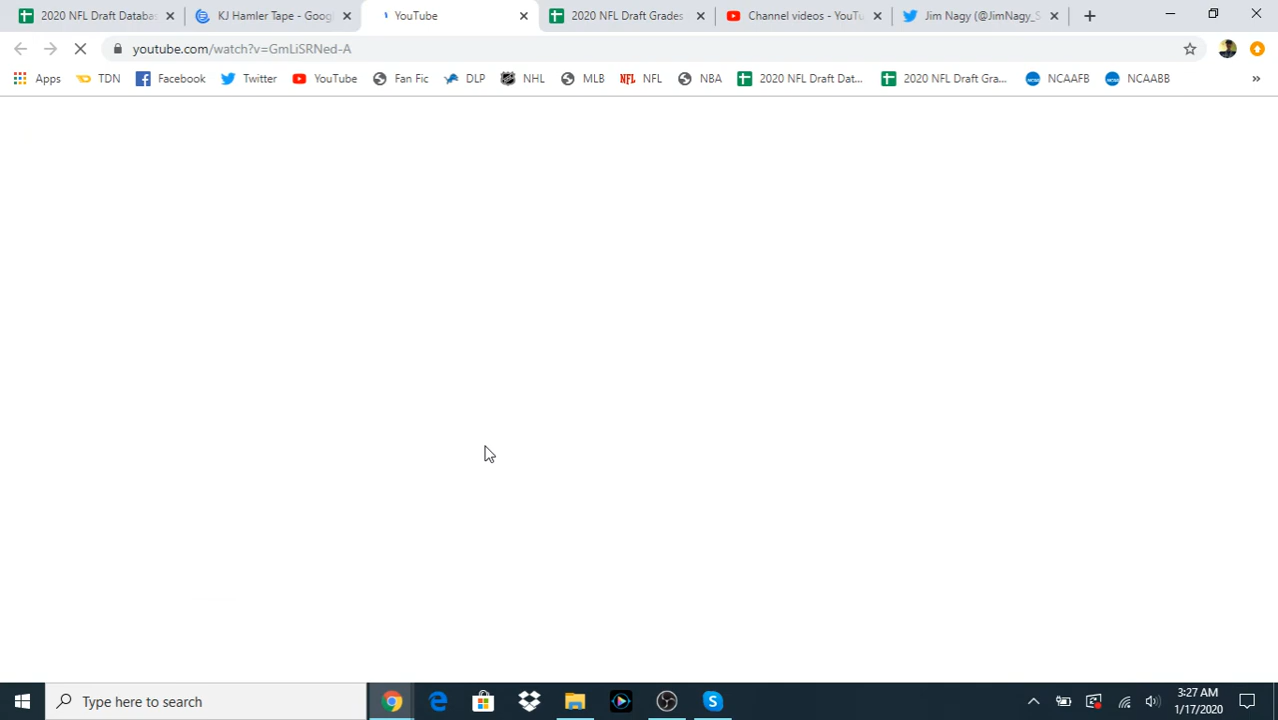 2020 NFL Draft Databa
KJ Hamler Tape - Goog
YouTube
2020 NFL Draft Grades
Channel videos - YouTu
Jim Nagy (@JimNagy_S
youtube.com/watch?v=GmLiSRNed-A
Apps TDN Facebook Twitter YouTube Fan Fic DLP NHL MLB NFL NFL NBA 2020 NFL Draft Dat... 2020 NFL Draft Gra... NCAAFB NCAABB »
Type here to search
S
3:27 AM
1/17/2020